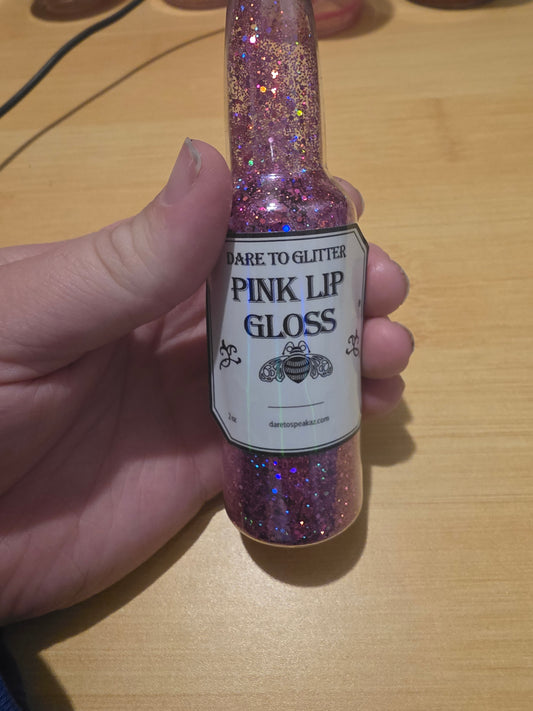 DARE TO GLITTER
PINK LIP
GLOSS
2 oz
daretospeakaz.com